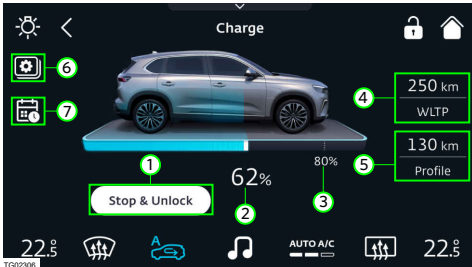 Charge
6
7
250 km
4
WLTP
130 km
5
Profile
1
80%
62%
Stop & Unlock
2
3
22.5
A
AUTO A/C
22.5
TG02306